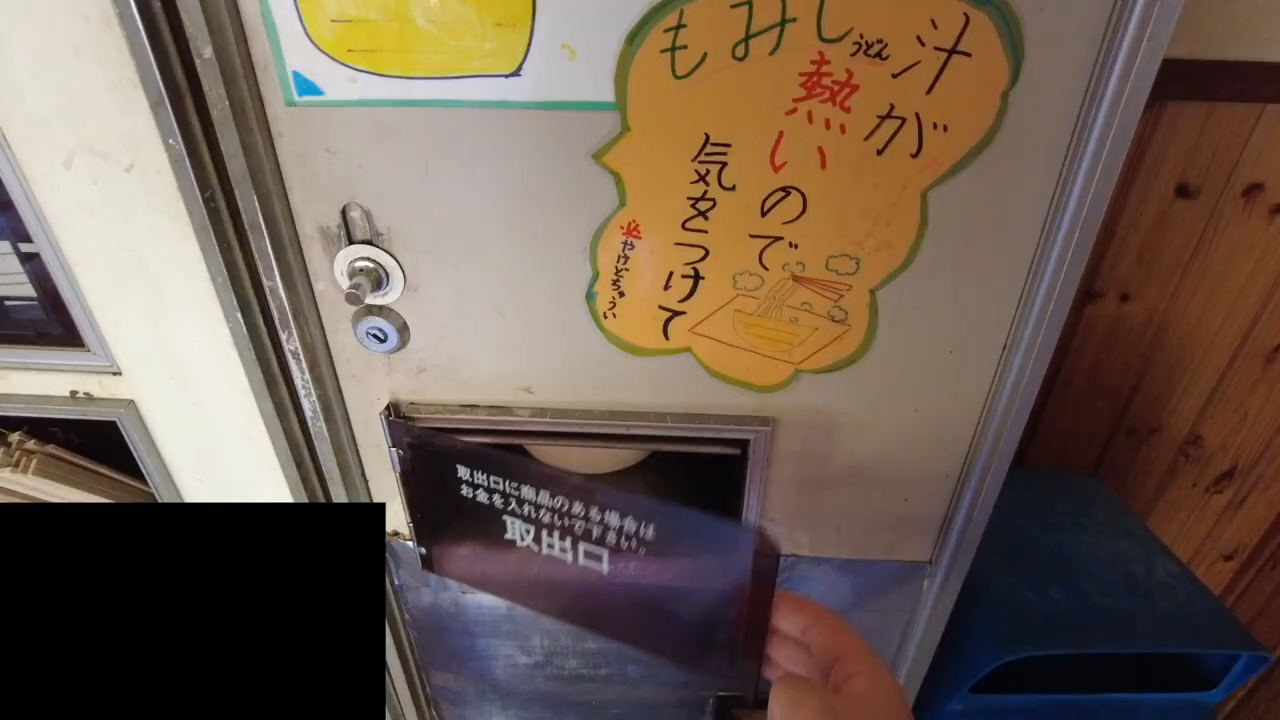 もみじ
うどん
汁が
熱いので
気をつけて
※やけどちゅうい
取出口に商品のある場合は
お金を入れないで下さい!!
取出口